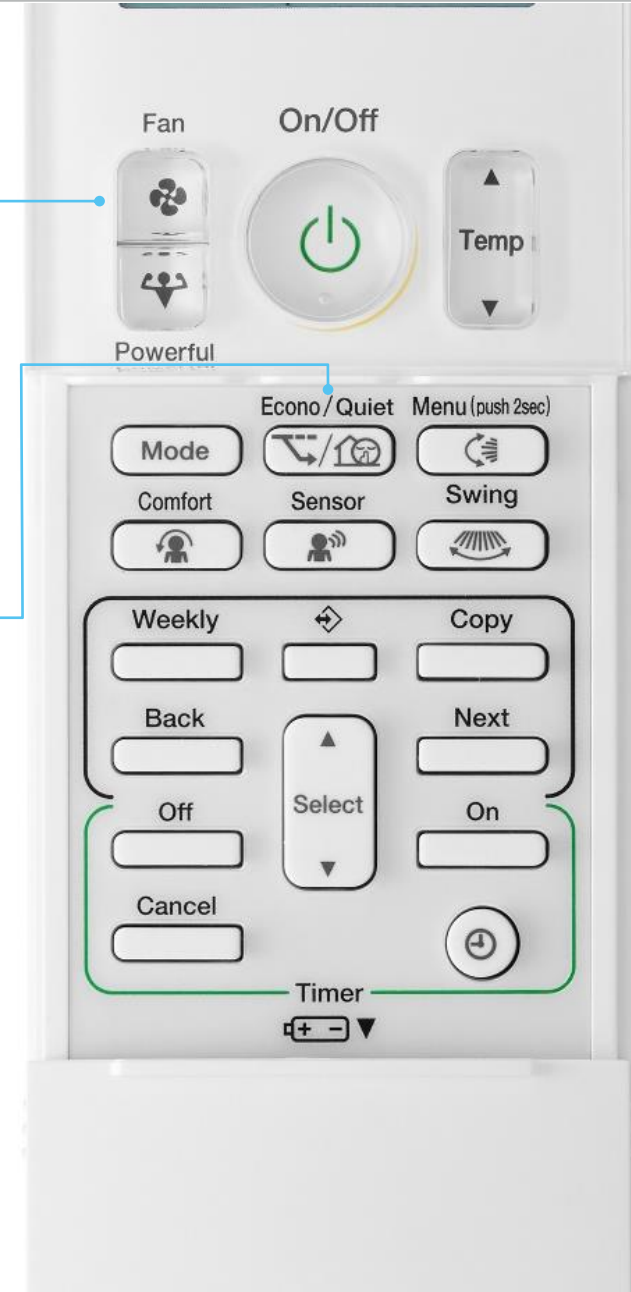 Fan On/Off
Temp
Powerful
Econo/Quiet Menu (push 2sec)
Mode
Comfort Sensor Swing
Weekly Copy
Back Next
Select
Off On
Cancel
Timer